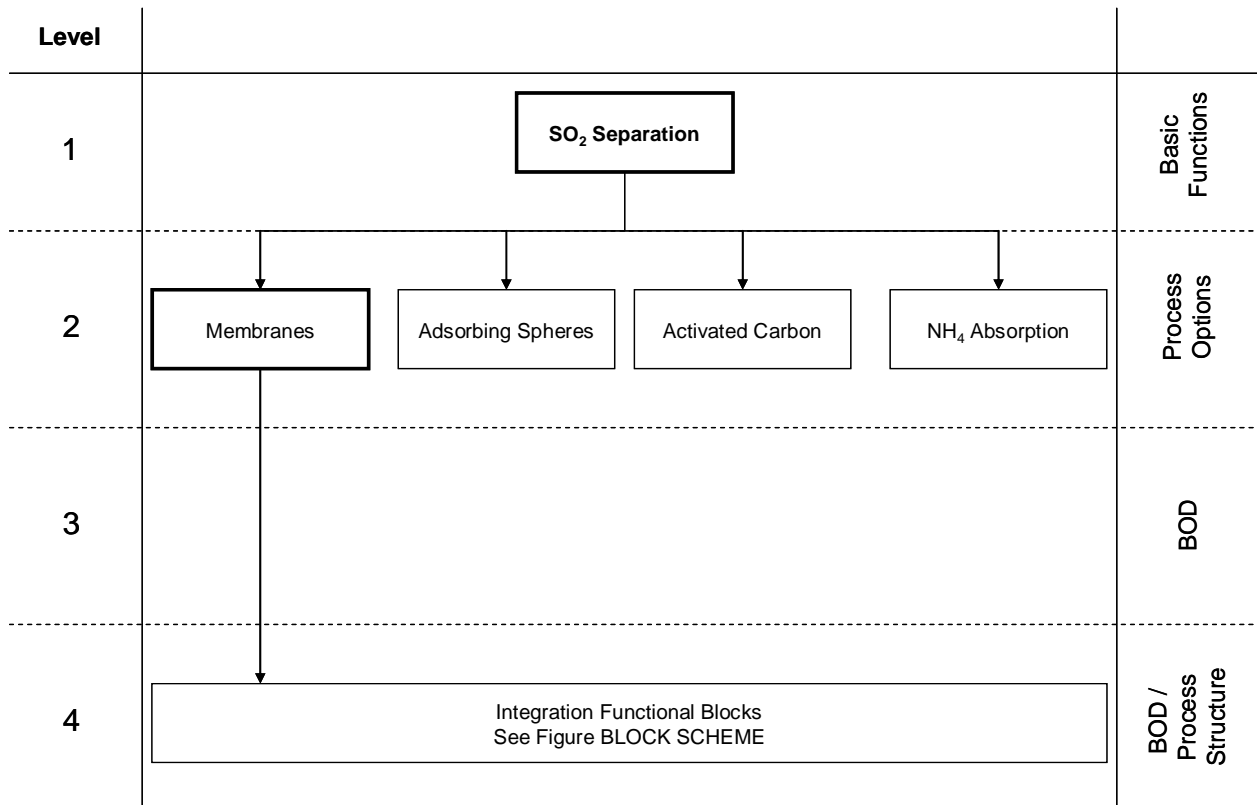 Level
1
SO₂ Separation
Basic
Functions
2
Membranes
Adsorbing Spheres
Activated Carbon
NH₄ Absorption
Process
Options
3
BOD
4
Integration Functional Blocks
See Figure BLOCK SCHEME
BOD /
Process
Structure